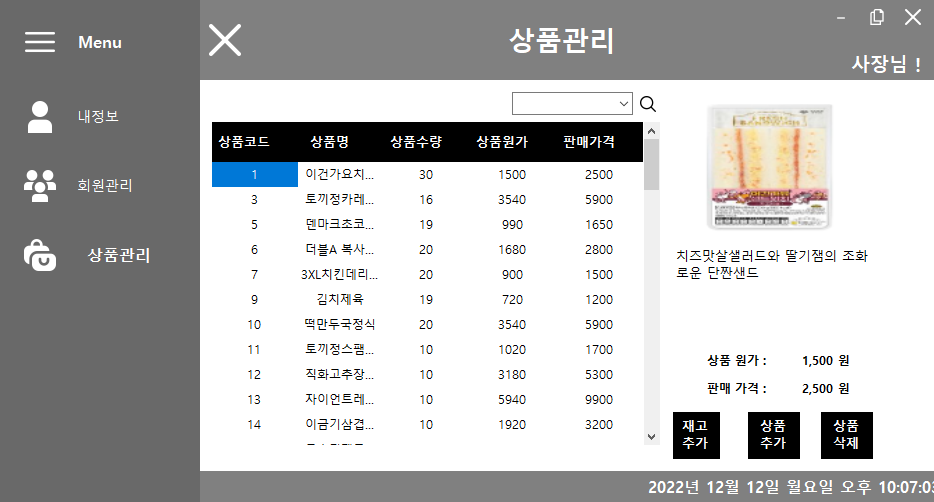 Menu
상품관리
사장님 !
내정보
회원관리
상품관리
상품코드 상품명 상품수량 상품원가 판매가격
1 이건가요치... 30 1500 2500
3 토끼정카레... 16 3540 5900
5 덴마크초코... 19 990 1650
6 더블A 복사... 20 1680 2800
7 3XL치킨데리... 20 900 1500
9 김치제육 19 720 1200
10 떡만두국정식 20 3540 5900
11 토끼정스팸... 10 1020 1700
12 직화고추장... 10 3180 5300
13 자이언트레... 10 5940 9900
14 이금기삼겹... 10 1920 3200
치즈맛살샐러드와 딸기잼의 조화
로운 단짠샌드
상품 원가 : 1,500 원
판매 가격 : 2,500 원
재고
추가
상품
추가
상품
삭제
2022년 12월 12일 월요일 오후 10:07:03